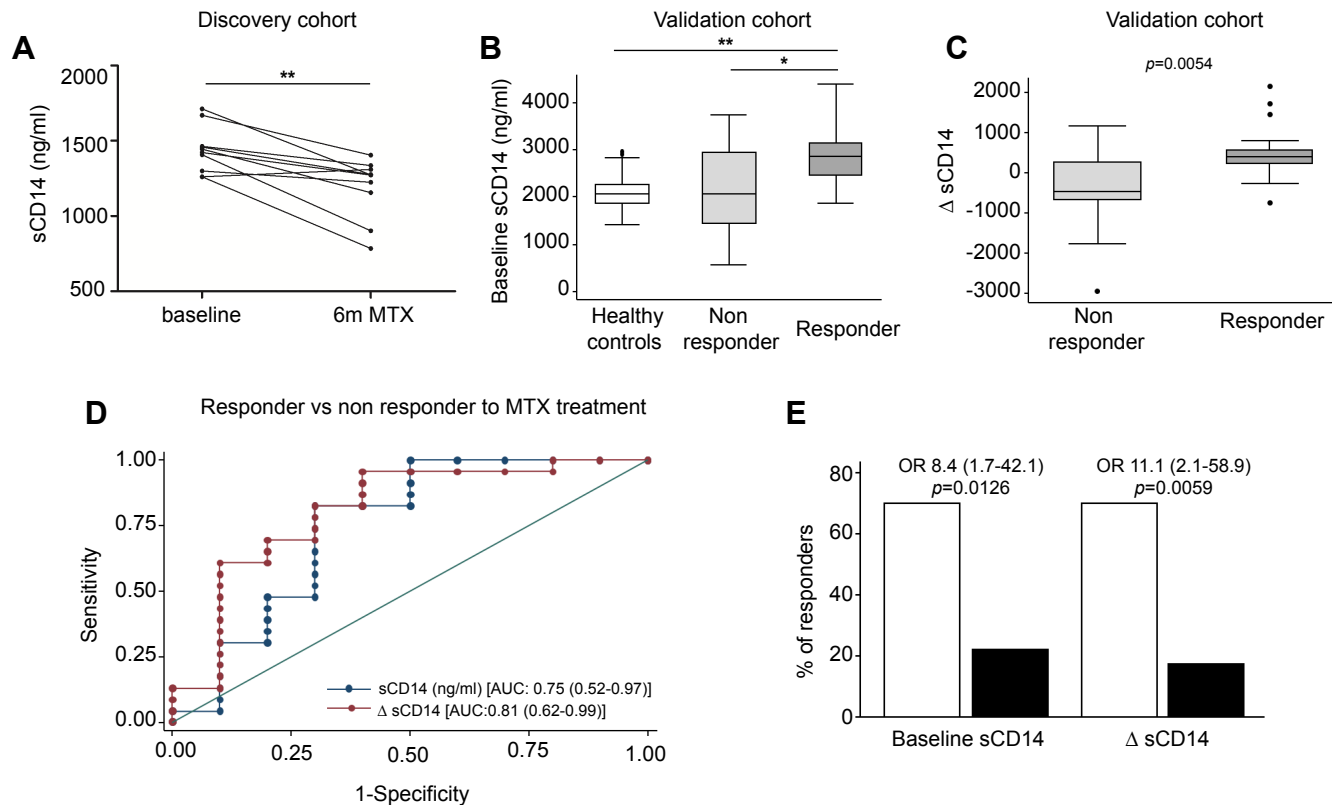 Discovery cohort
A
**
sCD14 (ng/ml)
2000
1500
1000
500
baseline
6m MTX
Validation cohort
B
**
*
Baseline sCD14 (ng/ml)
4000
3000
2000
1000
0
Healthy
controls
Non
responder
Responder
Validation cohort
C
p=0.0054
Δ sCD14
2000
1000
0
-1000
-2000
-3000
Non
responder
Responder
D
Responder vs non responder to MTX treatment
Sensitivity
1.00
0.75
0.50
0.25
0.00
sCD14 (ng/ml) [AUC: 0.75 (0.52-0.97)]
Δ sCD14 [AUC:0.81 (0.62-0.99)]
0.00
0.25
0.50
0.75
1.00
1-Specificity
E
% of responders
80
60
40
20
0
OR 8.4 (1.7-42.1)
p=0.0126
OR 11.1 (2.1-58.9)
p=0.0059
Baseline sCD14
Δ sCD14